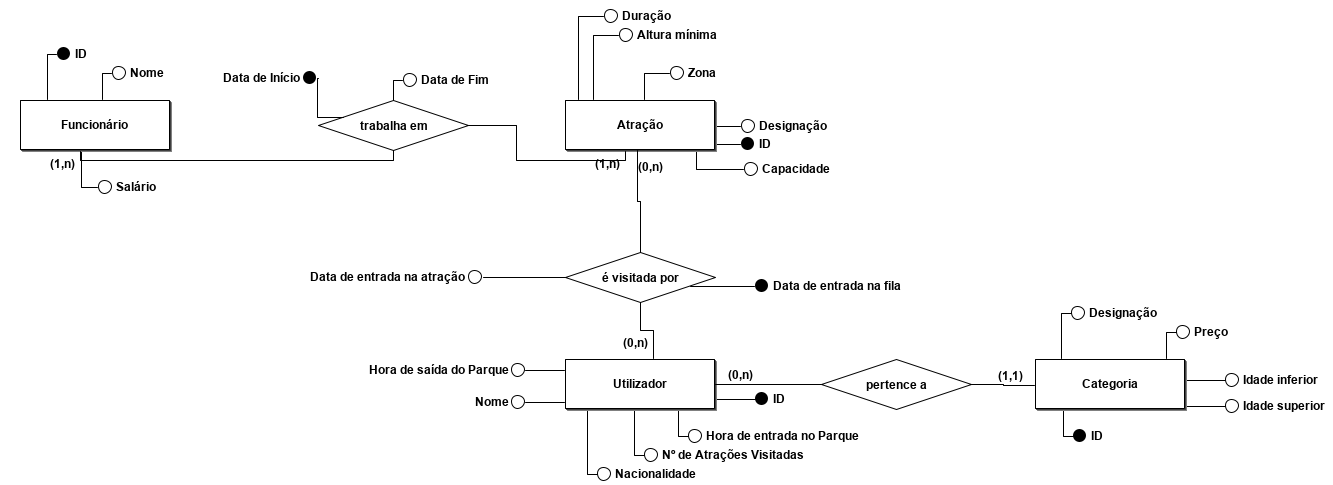 Duração
Altura mínima
ID
Nome
Data de Início
Data de Fim
Zona
Funcionário
trabalha em
Atração
Designação
ID
Capacidade
(1,n)
(1,n)
(0,n)
Salário
Data de entrada na atração
é visitada por
Data de entrada na fila
Designação
Preço
(0,n)
Hora de saída do Parque
Utilizador
(0,n)
pertence a
(1,1)
Categoria
Idade inferior
Nome
ID
Idade superior
Hora de entrada no Parque
ID
Nº de Atrações Visitadas
Nacionalidade